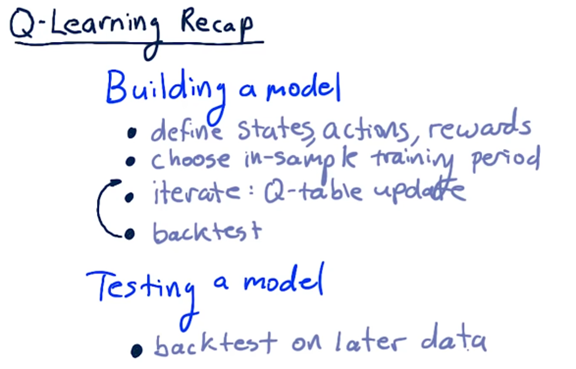 Q-Learning Recap
Building a model
• define states, actions, rewards
• choose in-sample training period
• iterate: Q-table update
• backtest
Testing a model
• backtest on later data